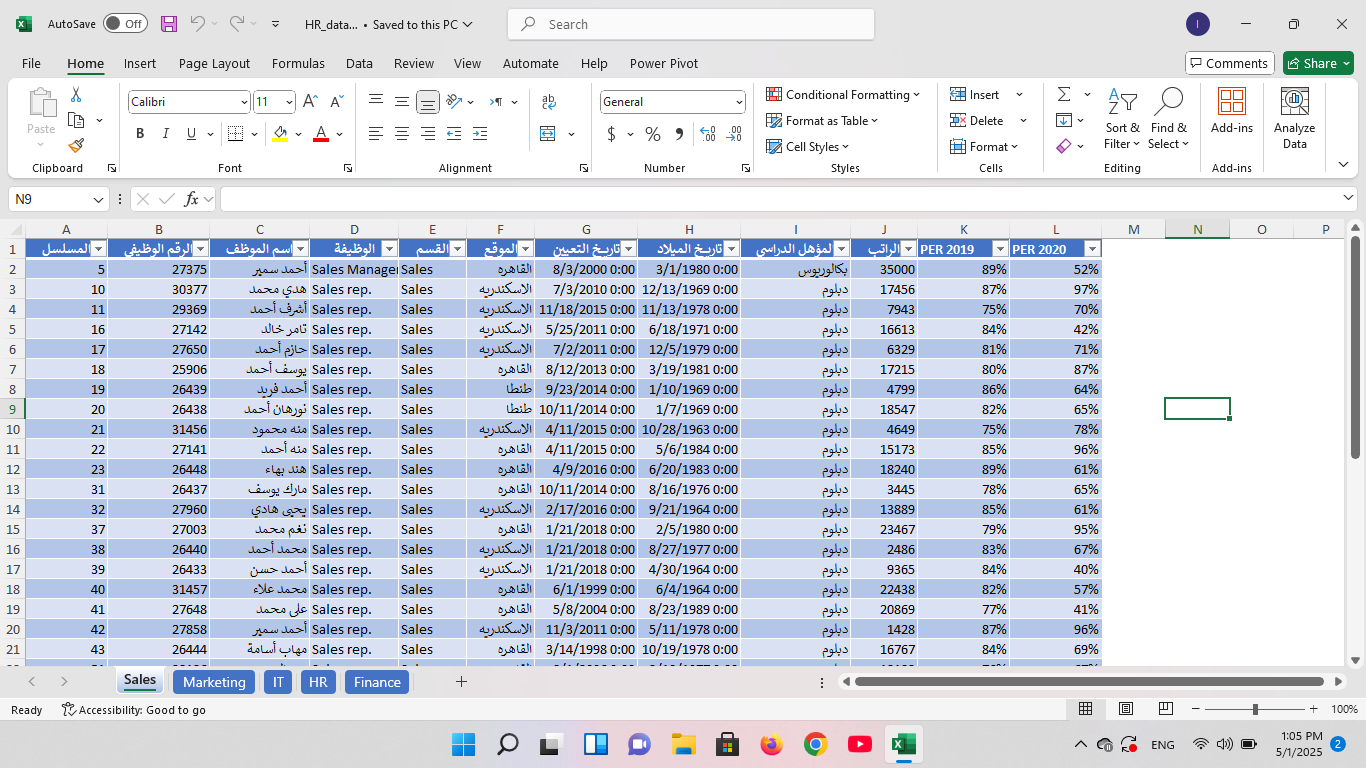 AutoSave Off HR_data... • Saved to this PC Search I
File Home Insert Page Layout Formulas Data Review View Automate Help Power Pivot Comments Share
Paste Calibri 11 General Conditional Formatting Insert Sort & Find & Add-ins Analyze
B I U A Format as Table Delete Filter Select Data
Cell Styles Format
Clipboard Font Alignment Number Styles Cells Editing Add-ins
N9 fx
A B C D E F G H I J K L M N O P
1 المسلسل الرقم الوظيفي اسم الموظف الوظيفة القسم الموقع تاريخ التعيين تاريخ الميلاد المؤهل الدراسي الراتب PER 2019 PER 2020
2 5 27375 أحمد سمير Sales Manager Sales القاهره 8/3/2000 0:00 3/1/1980 0:00 بكالوريوس 35000 89% 52%
3 10 30377 هدي محمد Sales rep. Sales الاسكندريه 7/3/2010 0:00 12/13/1969 0:00 دبلوم 17456 87% 97%
4 11 29369 أشرف أحمد Sales rep. Sales الاسكندريه 11/18/2015 0:00 11/13/1978 0:00 دبلوم 7943 75% 70%
5 16 27142 تامر خالد Sales rep. Sales الاسكندريه 5/25/2011 0:00 6/18/1971 0:00 دبلوم 16613 84% 42%
6 17 27650 حازم أحمد Sales rep. Sales الاسكندريه 7/2/2011 0:00 12/5/1979 0:00 دبلوم 6329 81% 71%
7 18 25906 يوسف أحمد Sales rep. Sales القاهره 8/12/2013 0:00 3/19/1981 0:00 دبلوم 17215 80% 87%
8 19 26439 أحمد فريد Sales rep. Sales طنطا 9/23/2014 0:00 1/10/1969 0:00 دبلوم 4799 86% 64%
9 20 26438 نورهان أحمد Sales rep. Sales طنطا 10/11/2014 0:00 1/7/1969 0:00 دبلوم 18547 82% 65%
10 21 31456 منه محمود Sales rep. Sales الاسكندريه 4/11/2015 0:00 10/28/1963 0:00 دبلوم 4649 75% 78%
11 22 27141 منه أحمد Sales rep. Sales القاهره 4/11/2015 0:00 5/6/1984 0:00 دبلوم 15173 85% 96%
12 23 26448 هند بهاء Sales rep. Sales القاهره 4/9/2016 0:00 6/20/1983 0:00 دبلوم 18240 89% 61%
13 31 26437 مارك يوسف Sales rep. Sales القاهره 10/11/2014 0:00 8/16/1976 0:00 دبلوم 3445 78% 65%
14 32 27960 يحيى هادي Sales rep. Sales الاسكندريه 2/17/2016 0:00 9/21/1964 0:00 دبلوم 13889 85% 61%
15 37 27003 نغم محمد Sales rep. Sales القاهره 1/21/2018 0:00 2/5/1980 0:00 دبلوم 23467 79% 95%
16 38 26440 محمد أحمد Sales rep. Sales الاسكندريه 1/21/2018 0:00 8/27/1977 0:00 دبلوم 2486 83% 67%
17 39 26433 أحمد حسن Sales rep. Sales الاسكندريه 1/21/2018 0:00 4/30/1964 0:00 دبلوم 9365 84% 40%
18 40 31457 محمد علاء Sales rep. Sales القاهره 6/1/1999 0:00 6/4/1964 0:00 دبلوم 22438 82% 57%
19 41 27648 على محمد Sales rep. Sales القاهره 5/8/2004 0:00 8/23/1989 0:00 دبلوم 20869 77% 41%
20 42 27858 أحمد سمير Sales rep. Sales الاسكندريه 11/3/2011 0:00 5/11/1978 0:00 دبلوم 1428 87% 96%
21 43 26444 مهاب أسامة Sales rep. Sales القاهره 3/14/1998 0:00 10/19/1978 0:00 دبلوم 16767 84% 69%
Sales Marketing IT HR Finance
Ready Accessibility: Good to go 100%
ENG 1:05 PM 2
5/1/2025